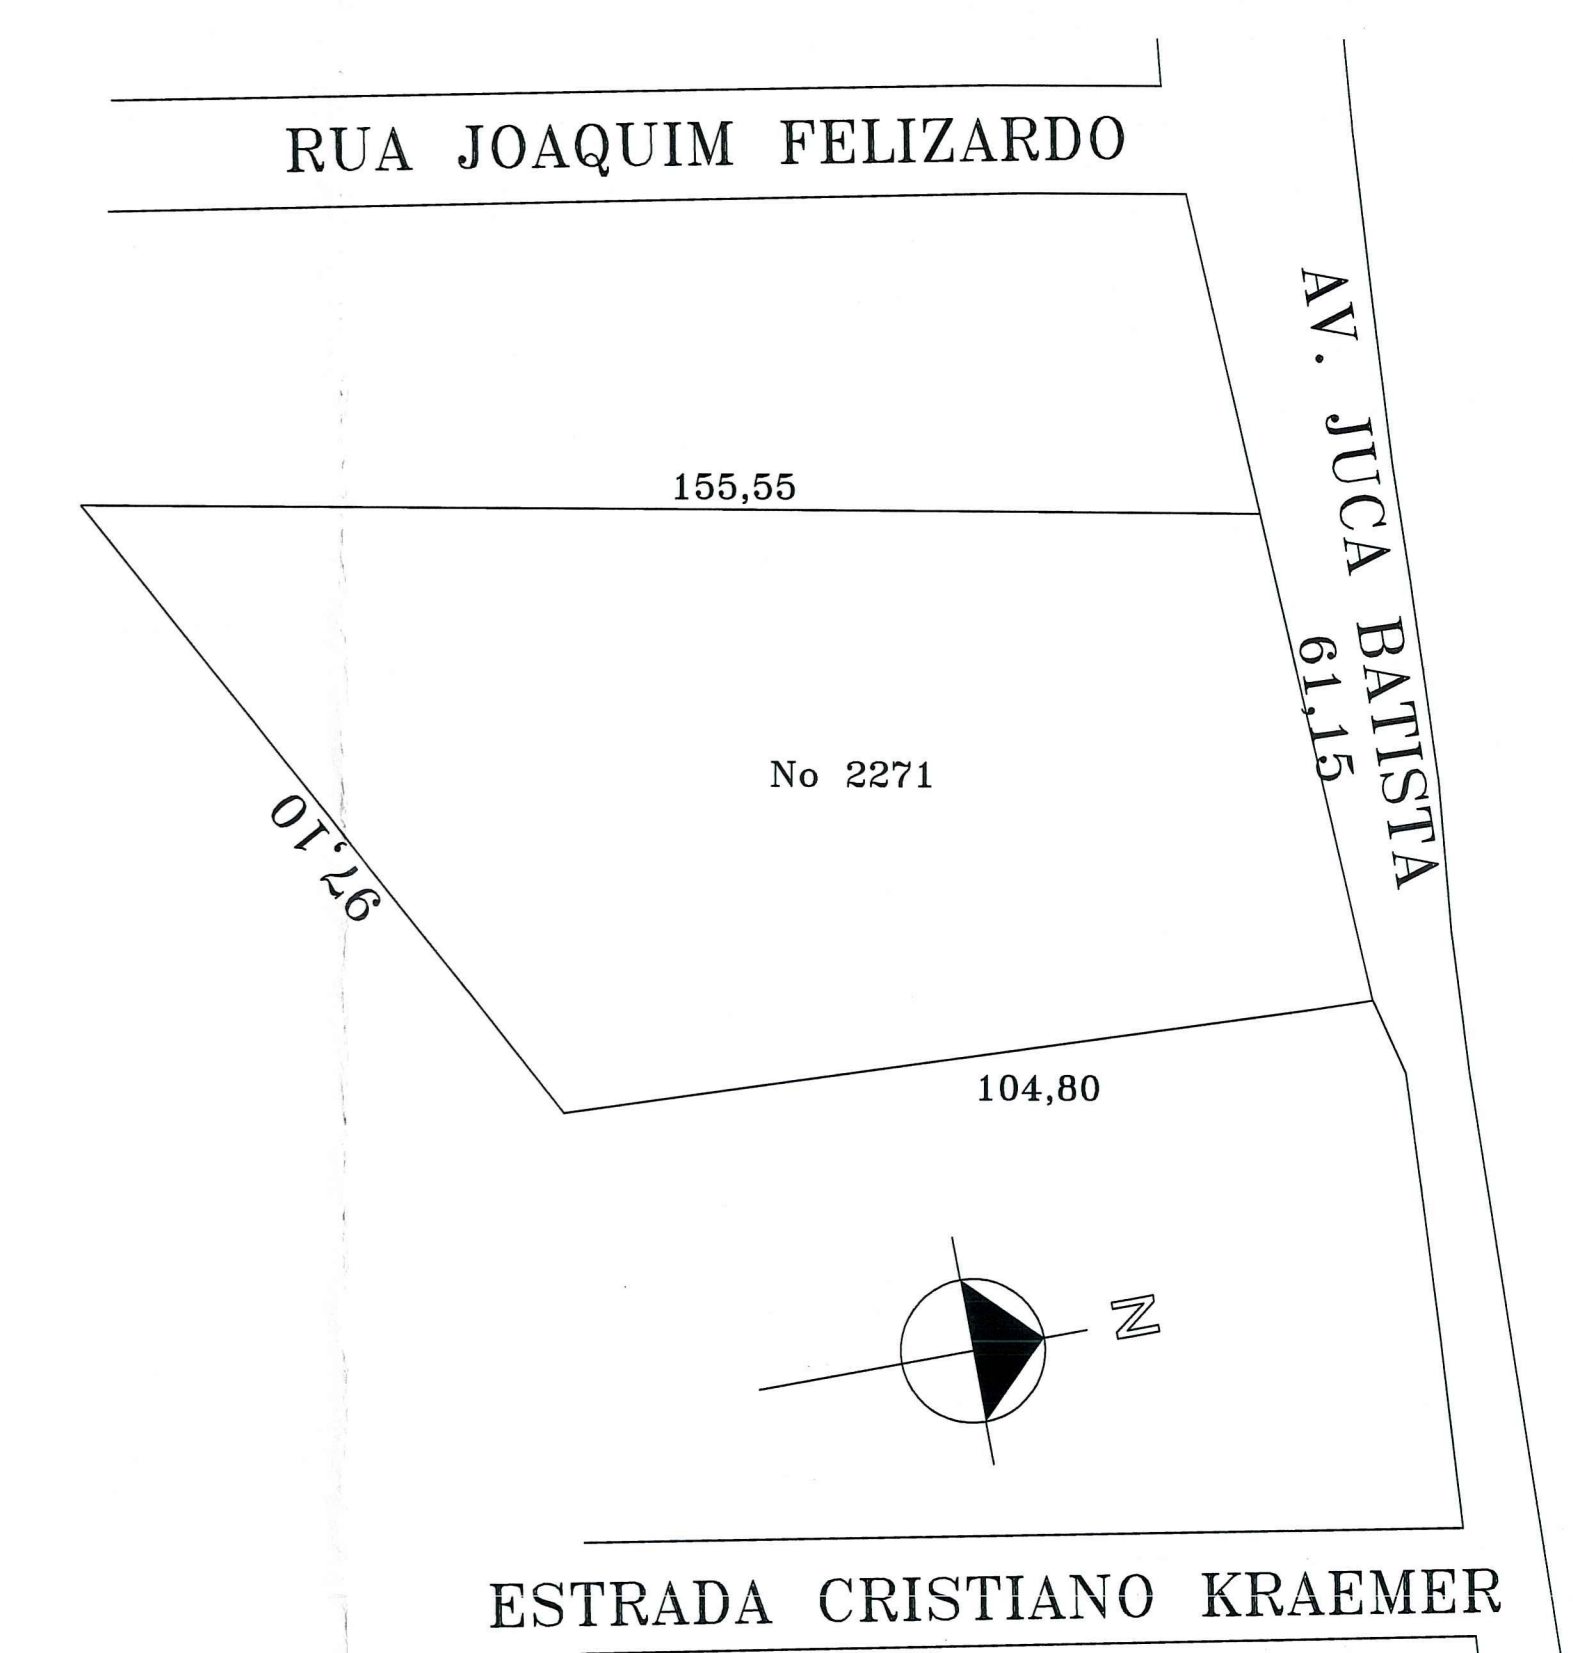 RUA JOAQUIM FELIZARDO
AV. JUCA BATISTA
155,55
61,15
No 2271
97,10
104,80
N
ESTRADA CRISTIANO KRAEMER